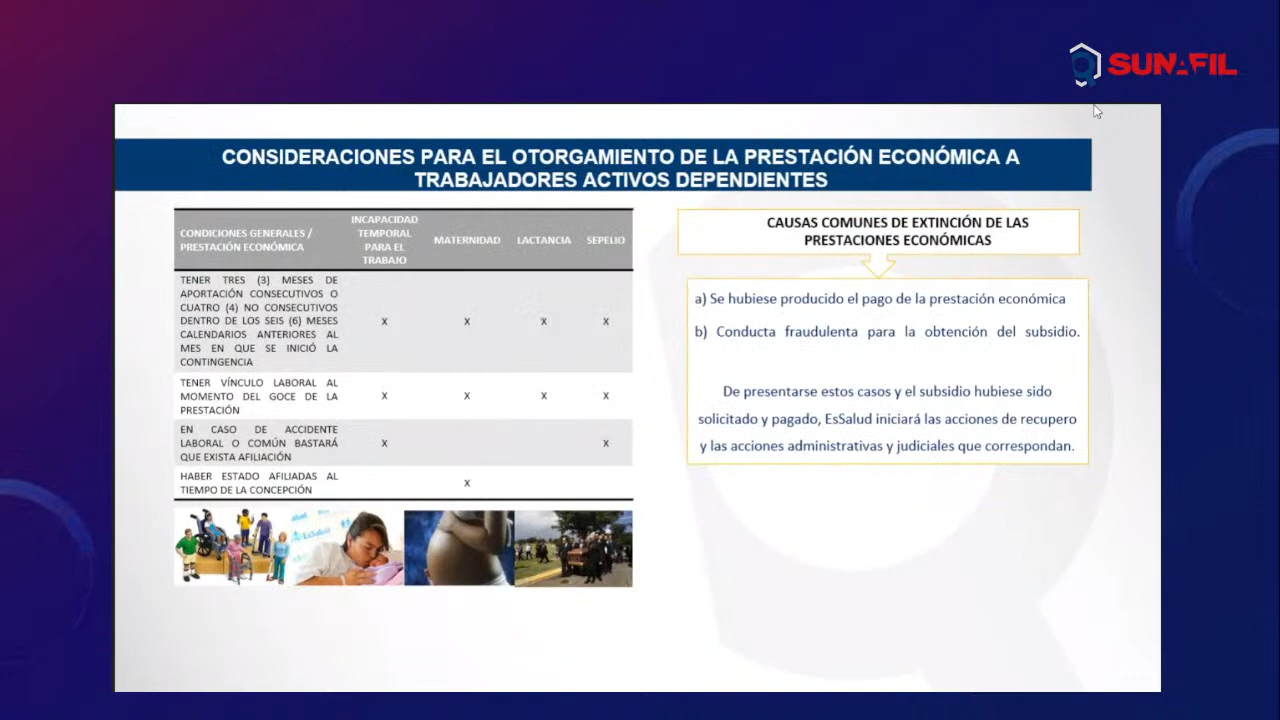 SUNAFIL
CONSIDERACIONES PARA EL OTORGAMIENTO DE LA PRESTACIÓN ECONÓMICA A
TRABAJADORES ACTIVOS DEPENDIENTES
CONDICIONES GENERALES /
PRESTACIÓN ECONÓMICA
INCAPACIDAD
TEMPORAL
PARA EL
TRABAJO
MATERNIDAD
LACTANCIA
SEPELIO
TENER TRES (3) MESES DE
APORTACIÓN CONSECUTIVOS O
CUATRO (4) NO CONSECUTIVOS
DENTRO DE LOS SEIS (6) MESES
CALENDARIOS ANTERIORES AL
MES EN QUE SE INICIÓ LA
CONTINGENCIA
X X X X
TENER VÍNCULO LABORAL AL
MOMENTO DEL GOCE DE LA
PRESTACIÓN
X X X X
EN CASO DE ACCIDENTE
LABORAL O COMÚN BASTARÁ
QUE EXISTA AFILIACIÓN
X X
HABER ESTADO AFILIADAS AL
TIEMPO DE LA CONCEPCIÓN
X
EsSalud
CAUSAS COMUNES DE EXTINCIÓN DE LAS
PRESTACIONES ECONÓMICAS
a) Se hubiese producido el pago de la prestación económica
b) Conducta fraudulenta para la obtención del subsidio.
De presentarse estos casos y el subsidio hubiese sido
solicitado y pagado, EsSalud iniciará las acciones de recupero
y las acciones administrativas y judiciales que correspondan.